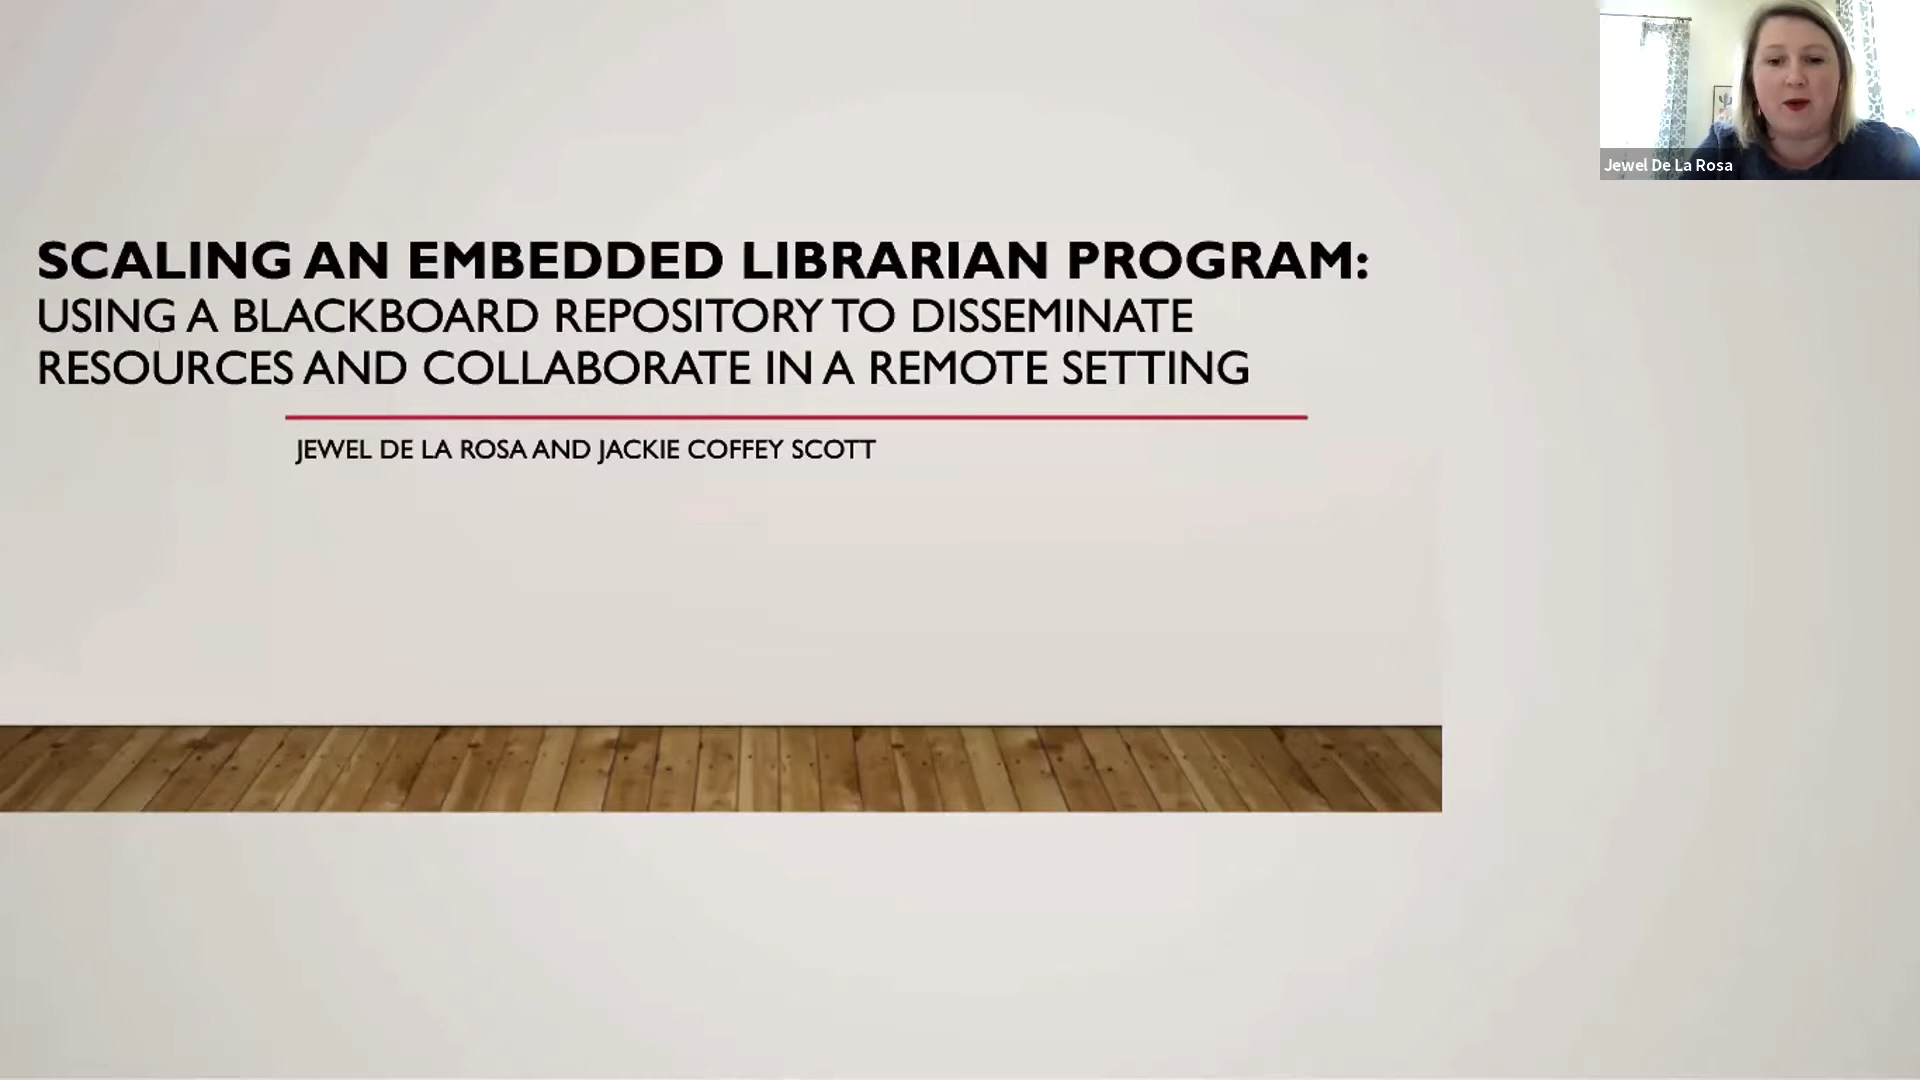 SCALING AN EMBEDDED LIBRARIAN PROGRAM:
USING A BLACKBOARD REPOSITORY TO DISSEMINATE
RESOURCES AND COLLABORATE IN A REMOTE SETTING
JEWEL DE LA ROSA AND JACKIE COFFEY SCOTT
Jewel De La Rosa